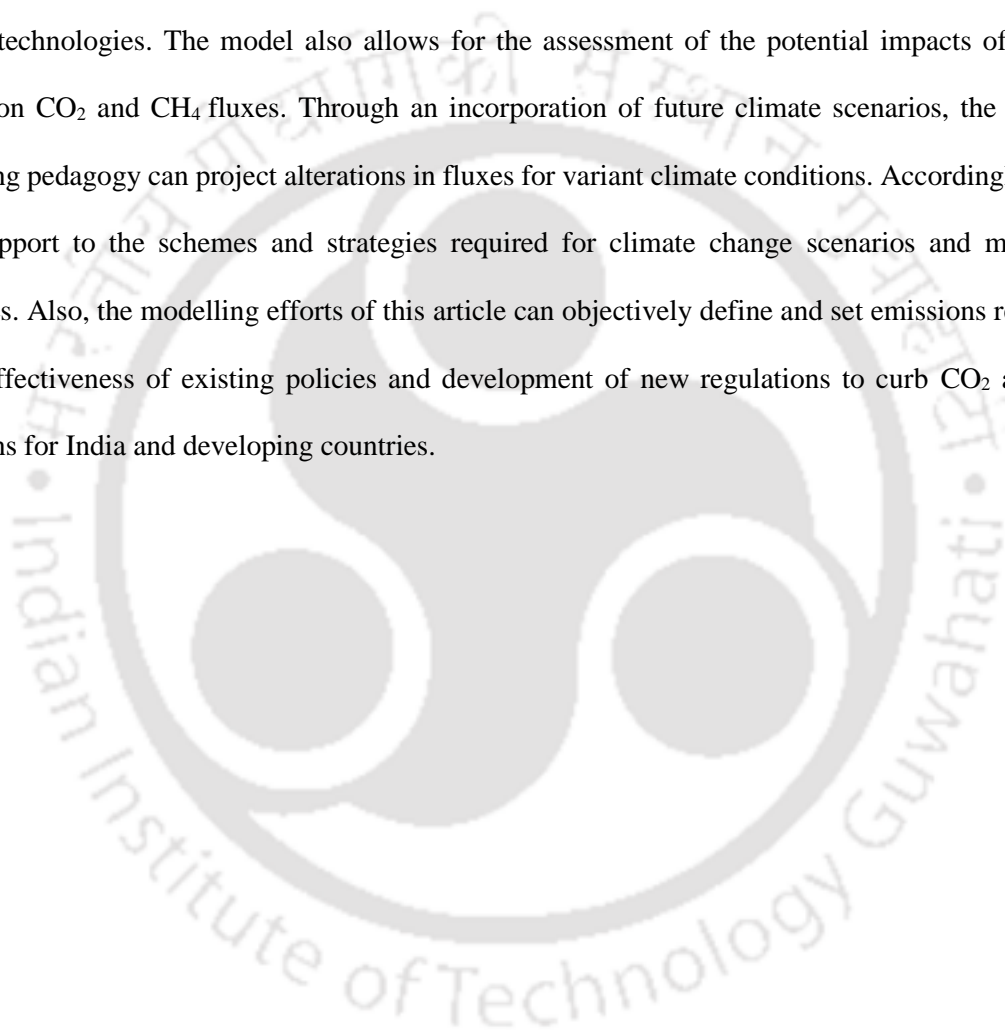 technologies. The model also allows for the assessment of the potential impacts of
on CO₂ and CH₄ fluxes. Through an incorporation of future climate scenarios, the
ng pedagogy can project alterations in fluxes for variant climate conditions. According
pport to the schemes and strategies required for climate change scenarios and m
s. Also, the modelling efforts of this article can objectively define and set emissions r
ffectiveness of existing policies and development of new regulations to curb CO₂ a
ns for India and developing countries.
भारतीय प्रौद्योगिकी संस्थान गुवाहाटी
Indian Institute of Technology Guwahati